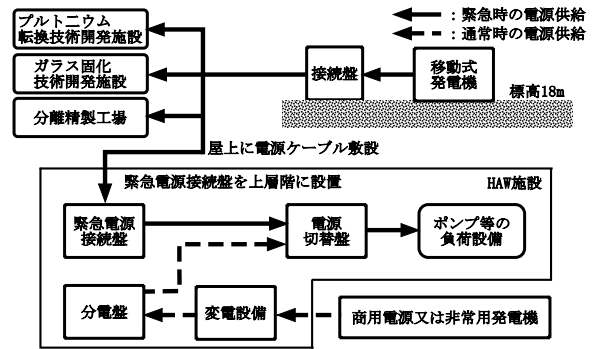 プルトニウム
転換技術開発施設
ガラス固化
技術開発施設
分離精製工場
:緊急時の電源供給
:通常時の電源供給
接続盤
移動式
発電機
標高18m
屋上に電源ケーブル敷設
緊急電源接続盤を上層階に設置
HAW施設
緊急電源
接続盤
電源
切替盤
ポンプ等の
負荷設備
分電盤
変電設備
商用電源又は非常用発電機